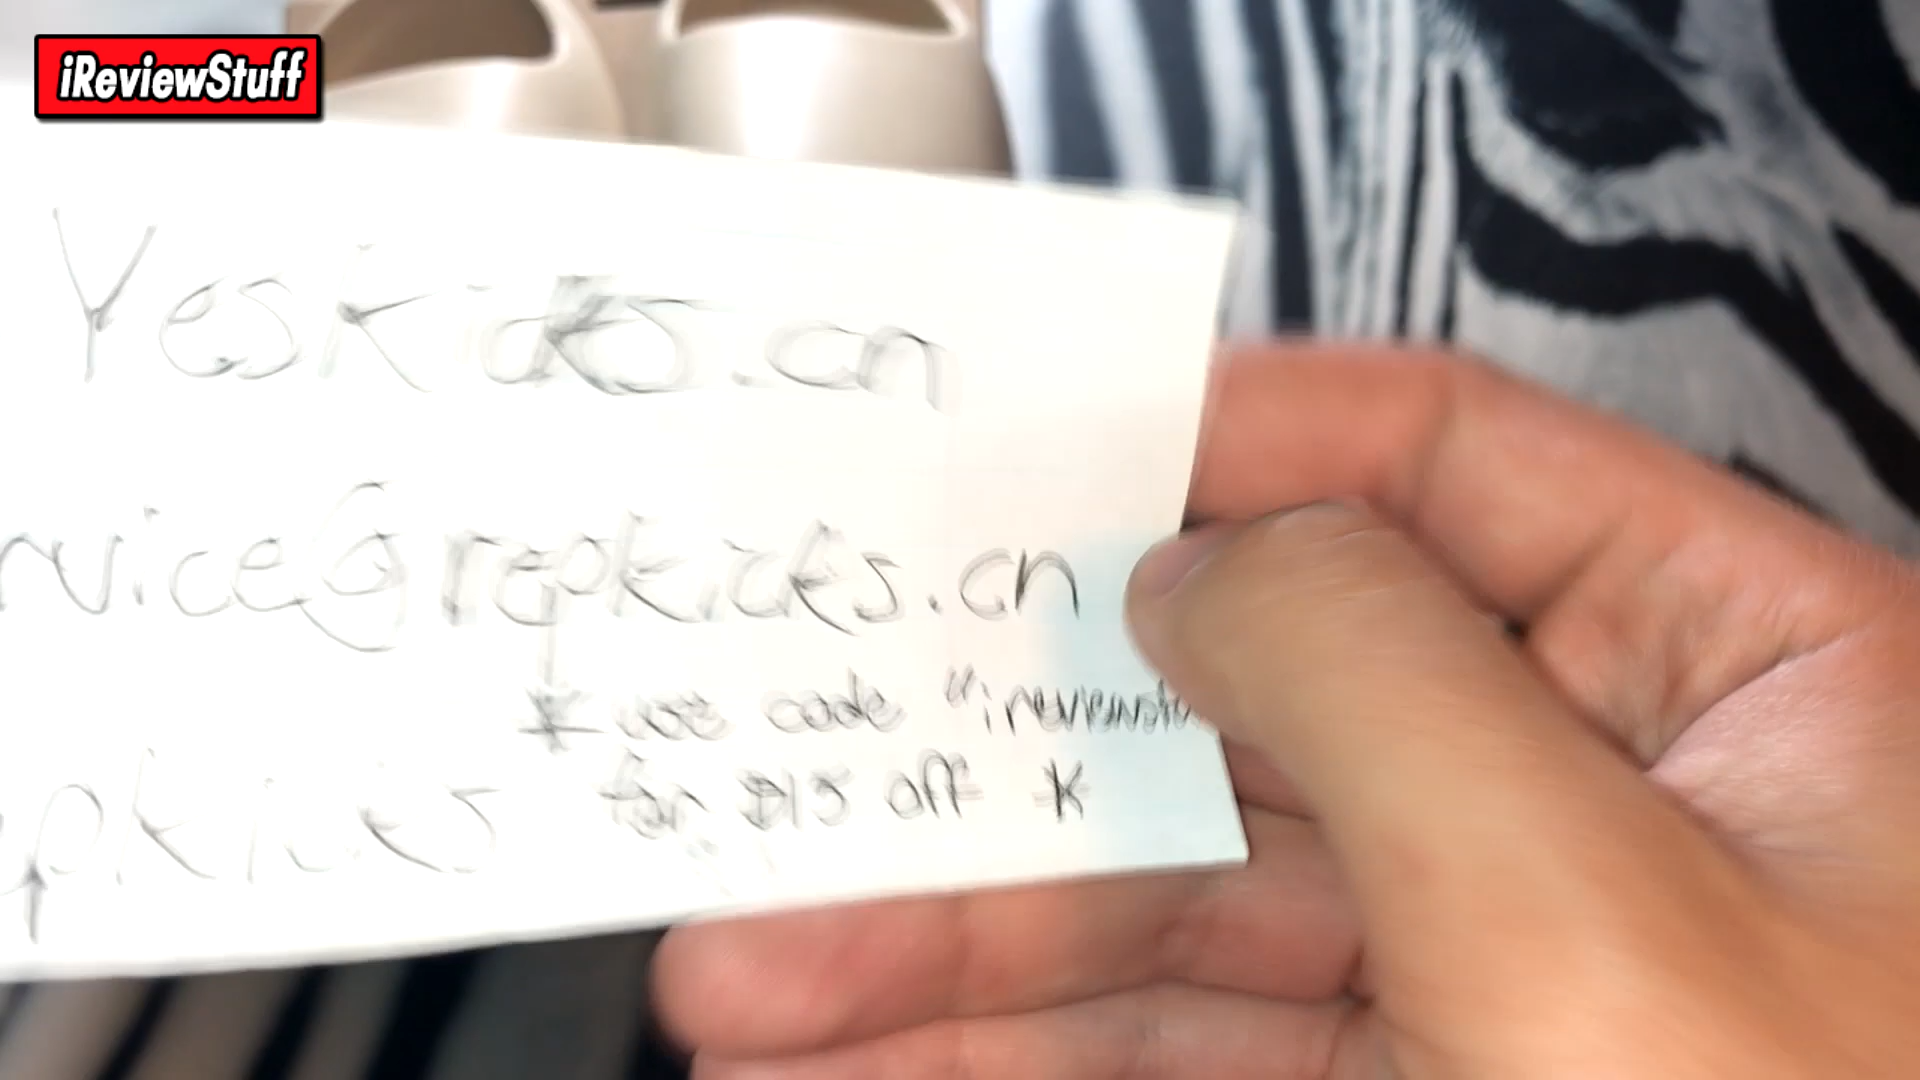 iReviewStuff
Yeskicks.cn
rvice@repkicks.cn
* use code "ireviewstu
for $15 off *
pkicks